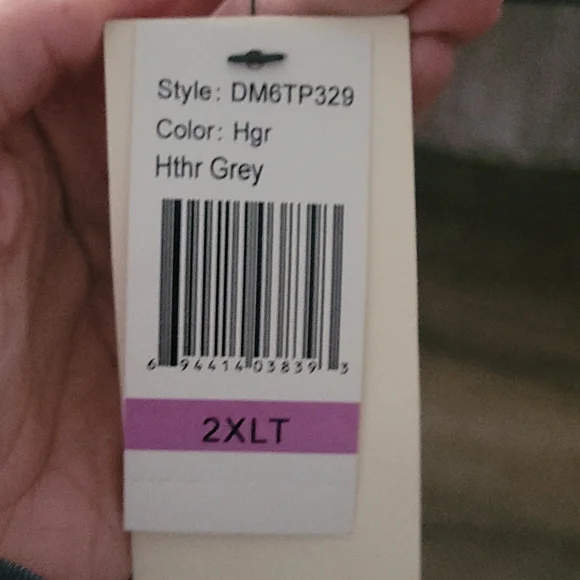 Style: DM6TP329
Color: Hgr
Hthr Grey
6 94414 03839 3
2XLT